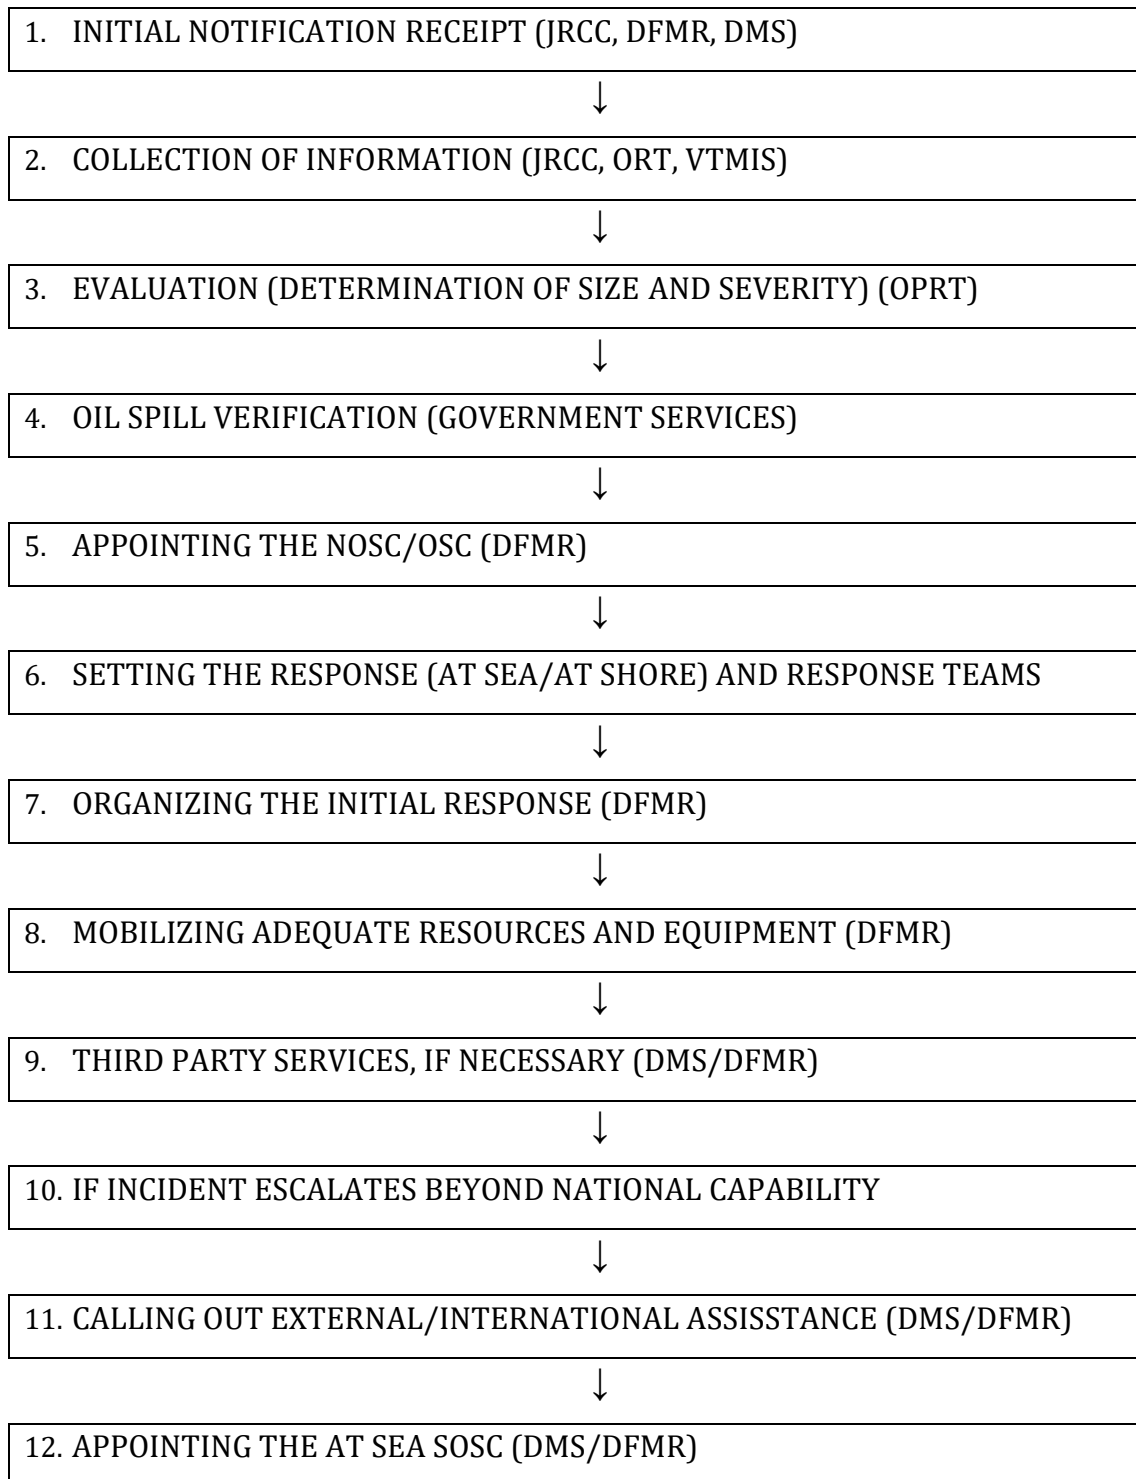 1. INITIAL NOTIFICATION RECEIPT (JRCC, DFMR, DMS)
↓
2. COLLECTION OF INFORMATION (JRCC, ORT, VTMIS)
↓
3. EVALUATION (DETERMINATION OF SIZE AND SEVERITY) (OPRT)
↓
4. OIL SPILL VERIFICATION (GOVERNMENT SERVICES)
↓
5. APPOINTING THE NOSC/OSC (DFMR)
↓
6. SETTING THE RESPONSE (AT SEA/AT SHORE) AND RESPONSE TEAMS
↓
7. ORGANIZING THE INITIAL RESPONSE (DFMR)
↓
8. MOBILIZING ADEQUATE RESOURCES AND EQUIPMENT (DFMR)
↓
9. THIRD PARTY SERVICES, IF NECESSARY (DMS/DFMR)
↓
10. IF INCIDENT ESCALATES BEYOND NATIONAL CAPABILITY
↓
11. CALLING OUT EXTERNAL/INTERNATIONAL ASSISSTANCE (DMS/DFMR)
↓
12. APPOINTING THE AT SEA SOSC (DMS/DFMR)